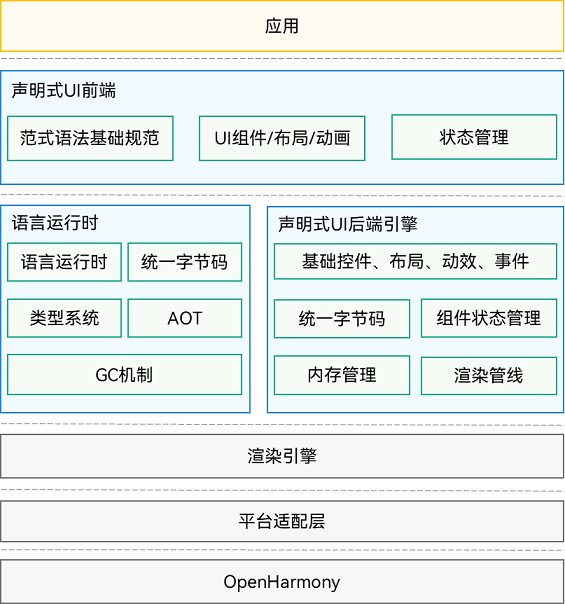 应用
声明式UI前端
范式语法基础规范
UI组件/布局/动画
状态管理
语言运行时
语言运行时
统一字节码
类型系统
AOT
GC机制
声明式UI后端引擎
基础控件、布局、动效、事件
统一字节码
组件状态管理
内存管理
渲染管线
渲染引擎
平台适配层
OpenHarmony